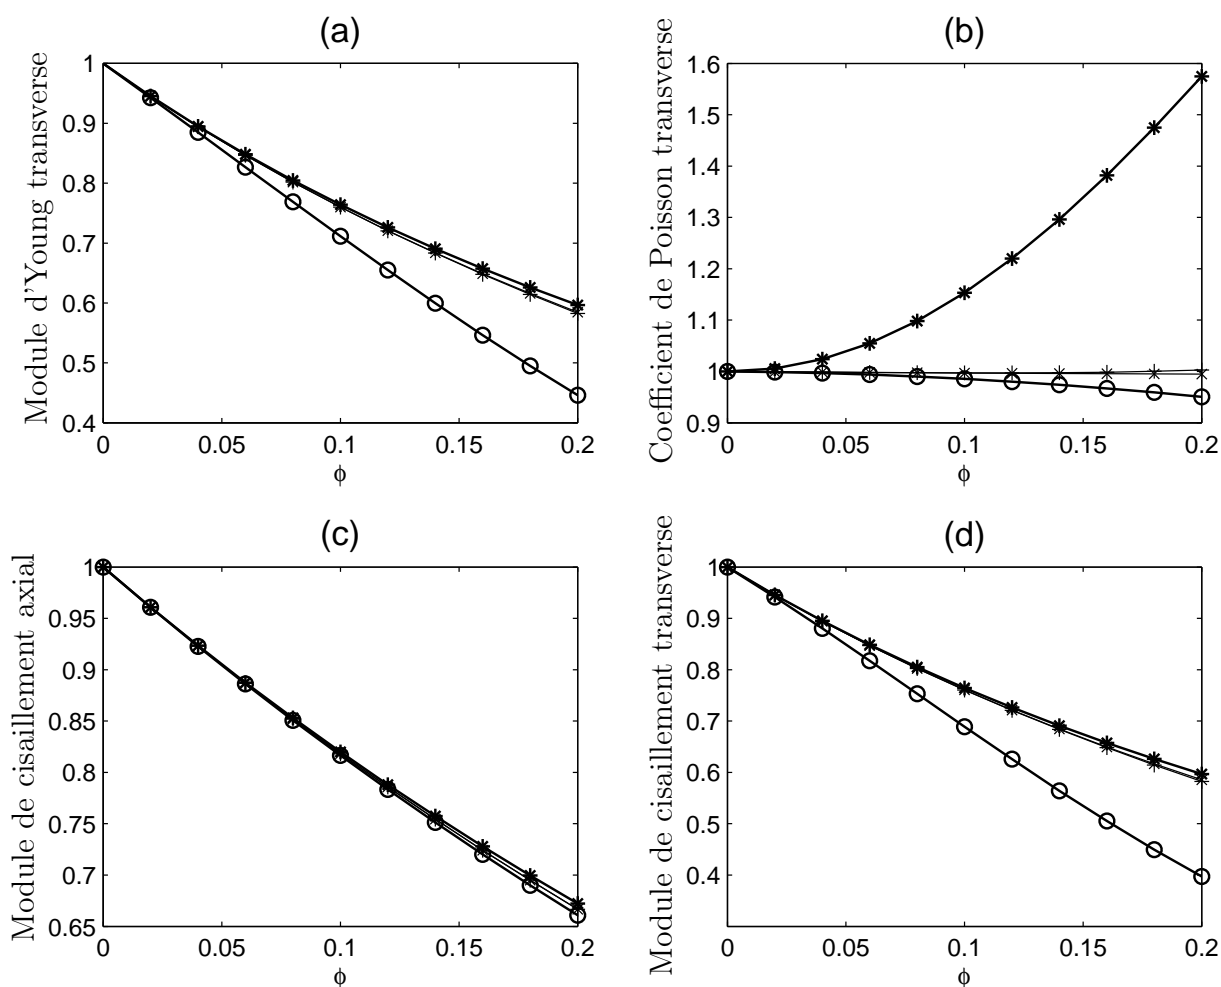 (a)
Module d'Young transverse
1
0.9
0.8
0.7
0.6
0.5
0.4
0 0.05 0.1 0.15 0.2
ϕ
(b)
Coefficient de Poisson transverse
1.6
1.5
1.4
1.3
1.2
1.1
1
0.9
0 0.05 0.1 0.15 0.2
ϕ
(c)
Module de cisaillement axial
1
0.95
0.9
0.85
0.8
0.75
0.7
0.65
0 0.05 0.1 0.15 0.2
ϕ
(d)
Module de cisaillement transverse
1
0.9
0.8
0.7
0.6
0.5
0.4
0 0.05 0.1 0.15 0.2
ϕ